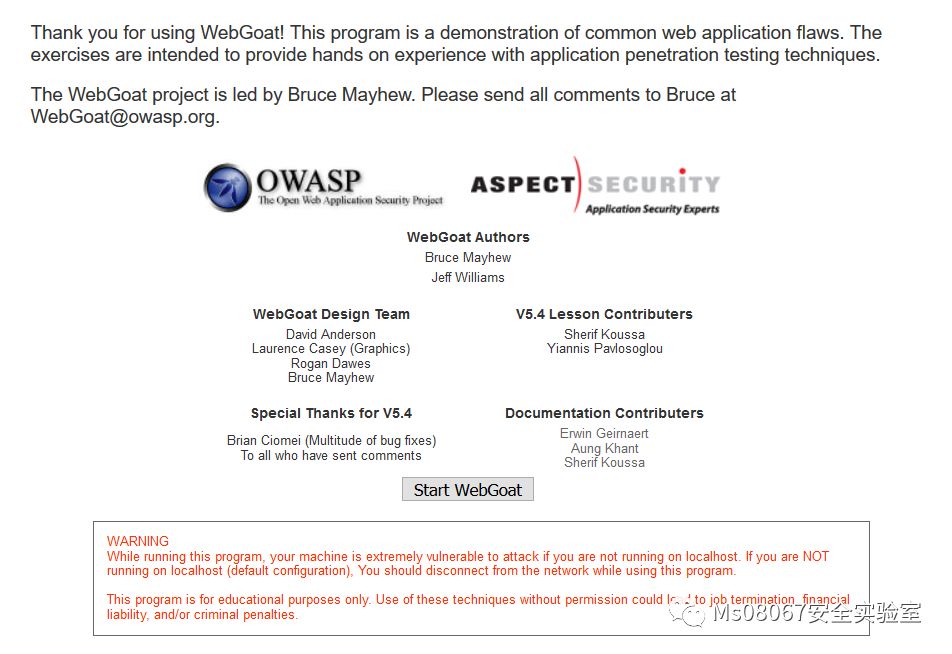 Thank you for using WebGoat! This program is a demonstration of common web application flaws. The
exercises are intended to provide hands on experience with application penetration testing techniques.
The WebGoat project is led by Bruce Mayhew. Please send all comments to Bruce at
WebGoat@owasp.org.
OWASP
The Open Web Application Security Project
ASPECT SECURITY
Application Security Experts
WebGoat Authors
Bruce Mayhew
Jeff Williams
WebGoat Design Team
David Anderson
Laurence Casey (Graphics)
Rogan Dawes
Bruce Mayhew
V5.4 Lesson Contributers
Sherif Koussa
Yiannis Pavlosoglou
Special Thanks for V5.4
Brian Ciomei (Multitude of bug fixes)
To all who have sent comments
Documentation Contributers
Erwin Geirnaert
Aung Khant
Sherif Koussa
Start WebGoat
WARNING
While running this program, your machine is extremely vulnerable to attack if you are not running on localhost. If you are NOT
running on localhost (default configuration), You should disconnect from the network while using this program.
This program is for educational purposes only. Use of these techniques without permission could lead to job termination, financial
liability, and/or criminal penalties.
Ms08067安全实验室